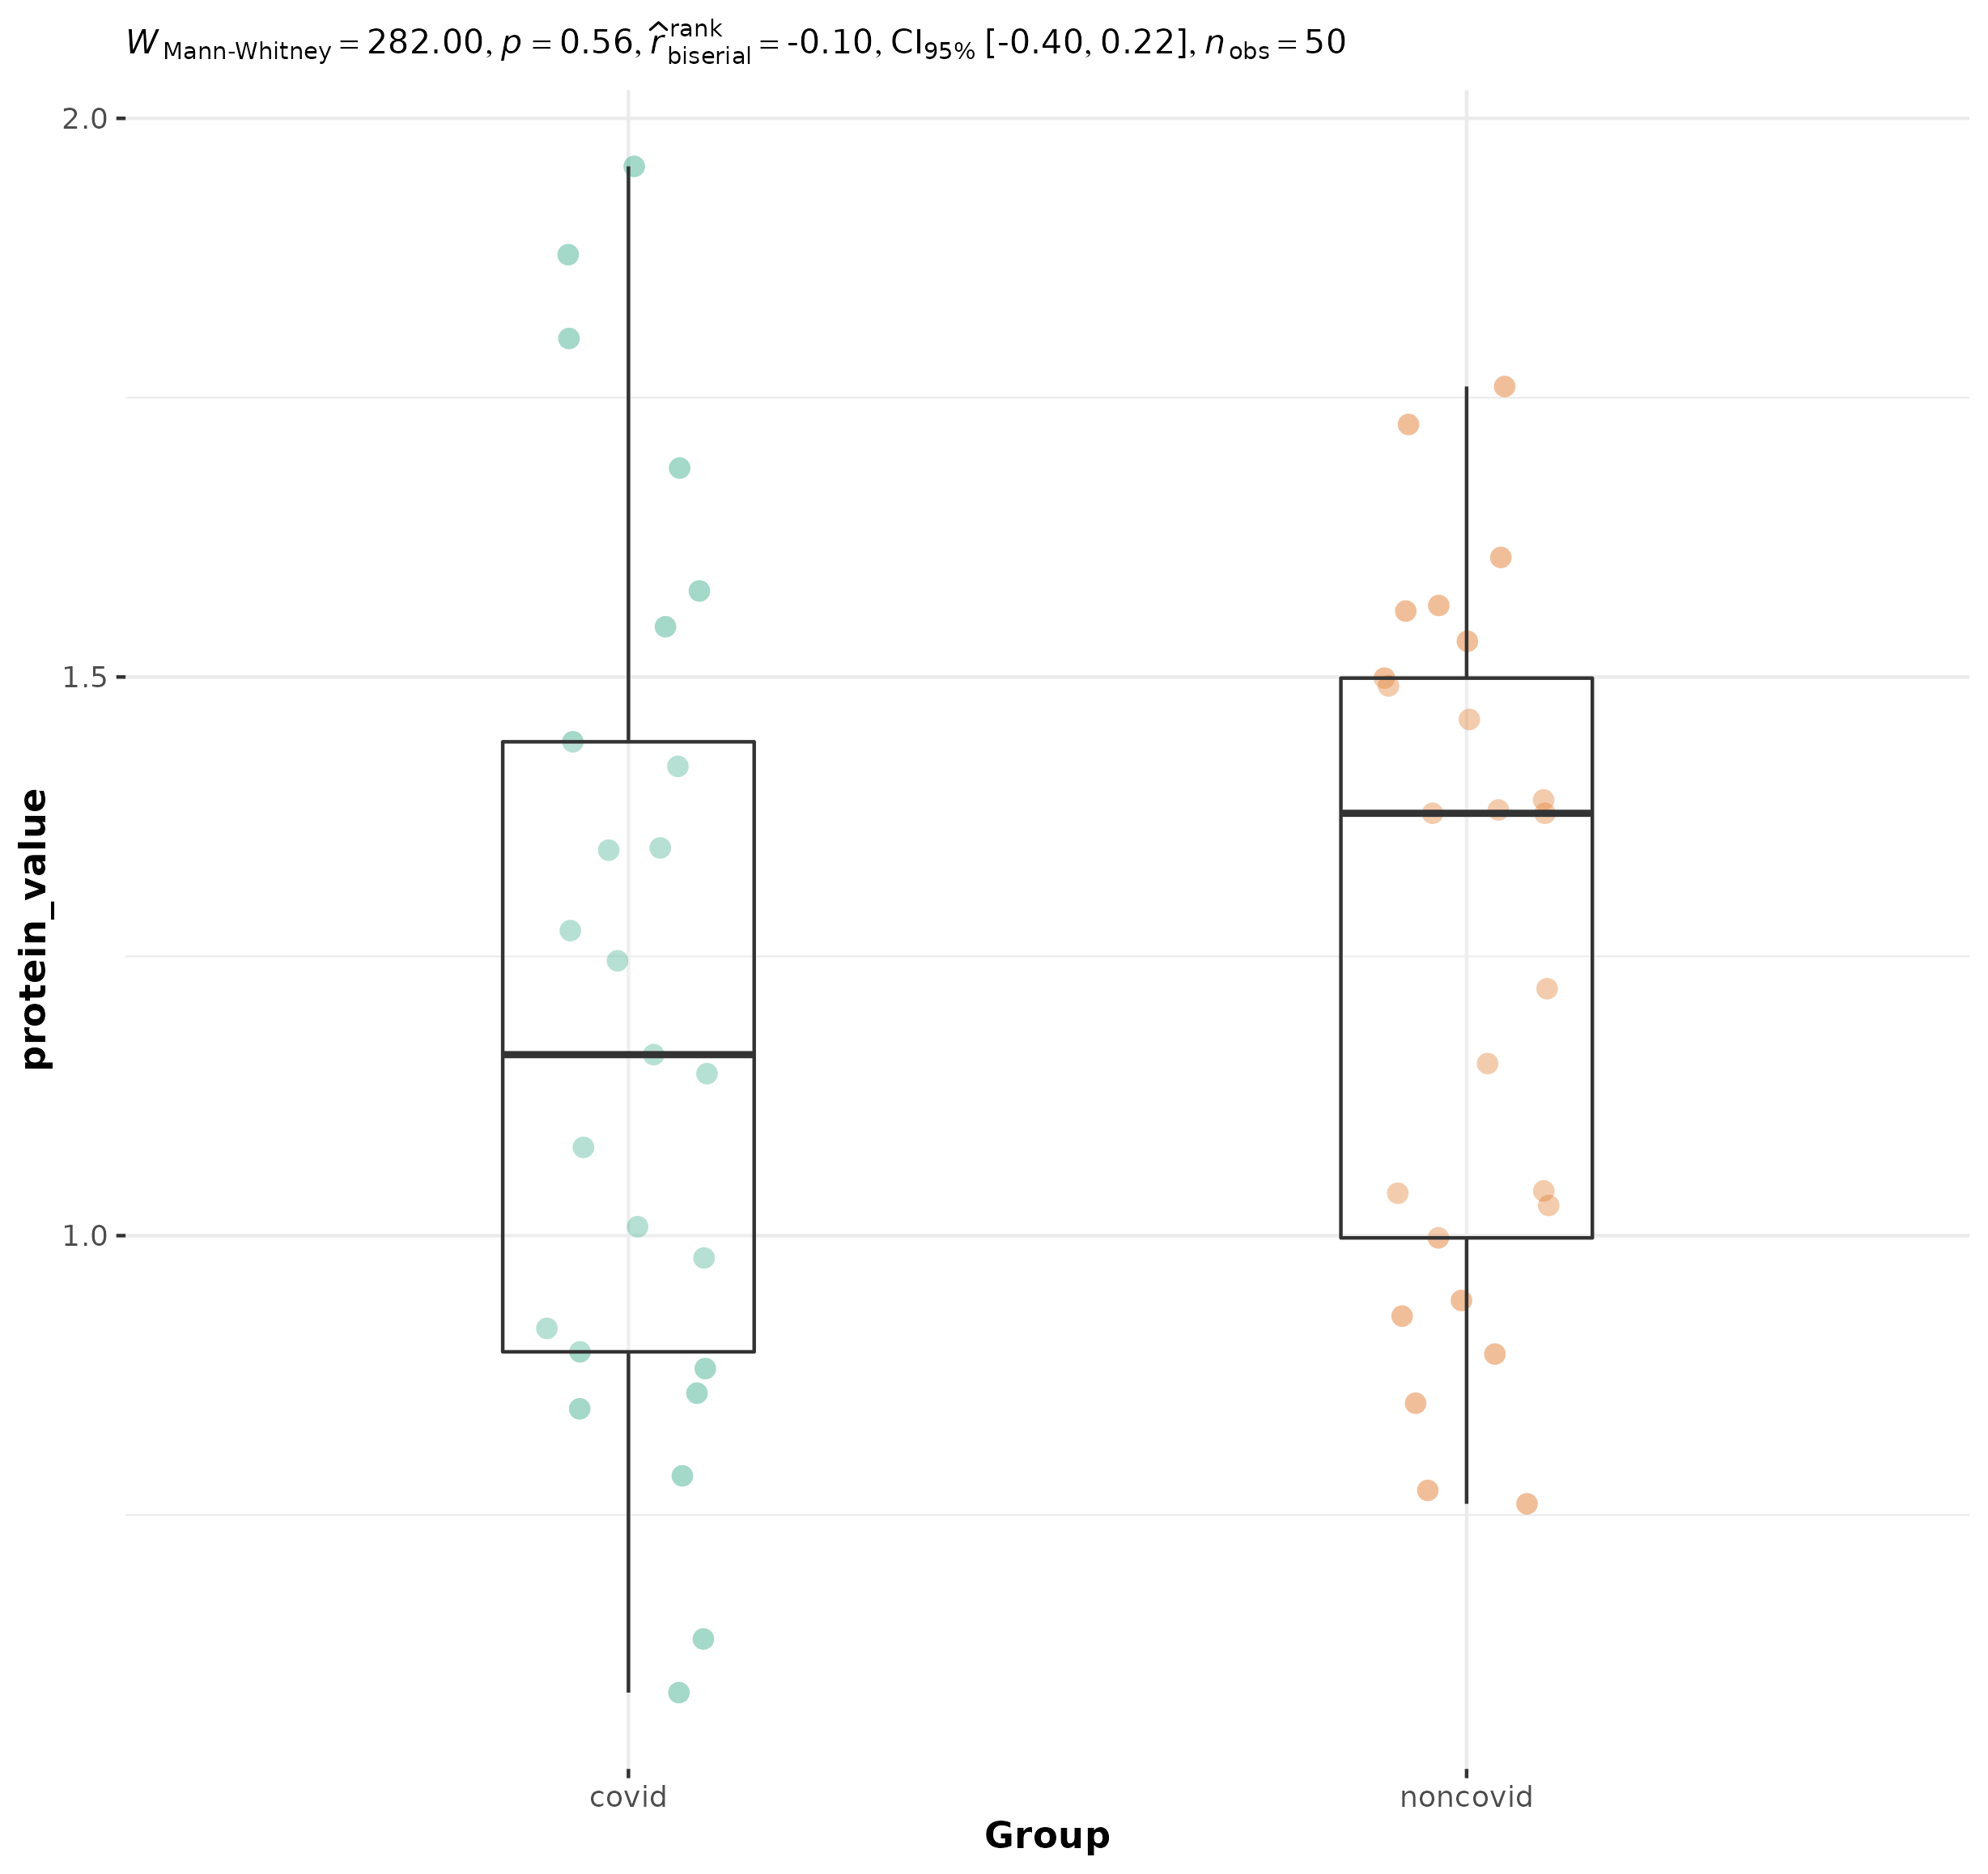 W Mann-Whitney = 282.00, p = 0.56, r̂ rank biserial = -0.10, CI95% [-0.40, 0.22], n obs = 50
2.0
1.5
1.0
protein_value
covid noncovid
Group